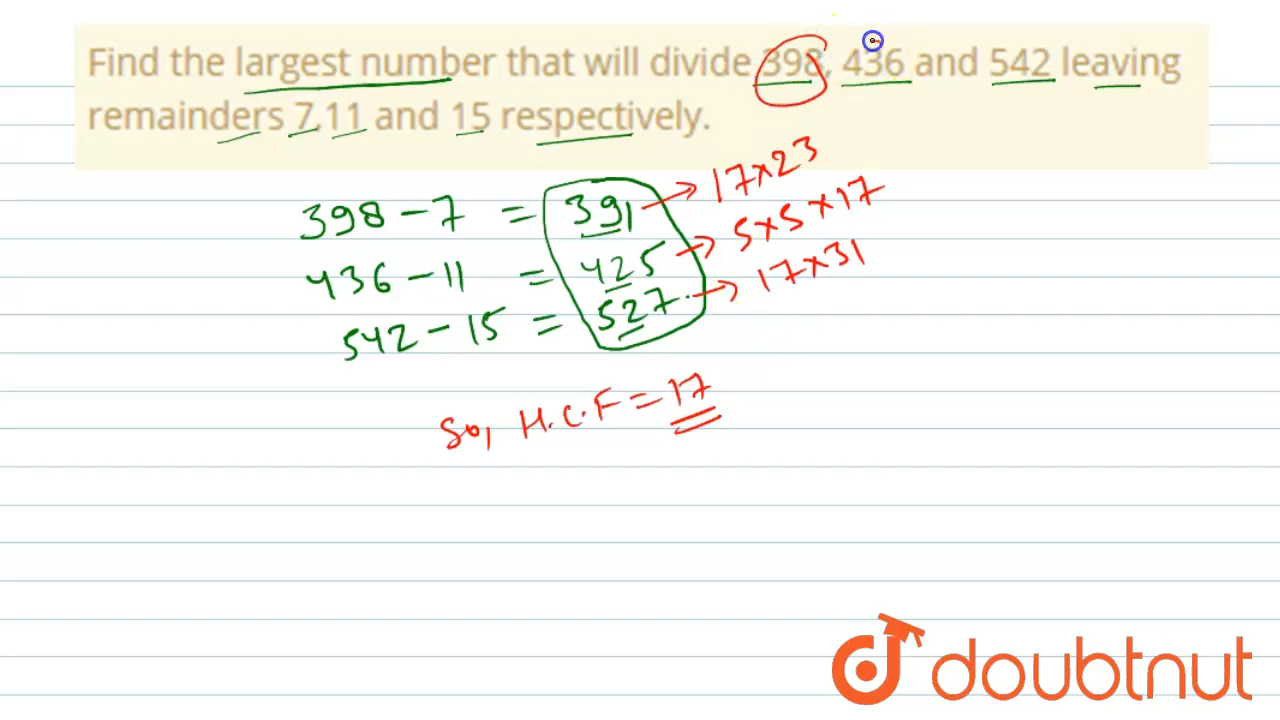 Find the largest number that will divide 398, 436 and 542 leaving
remainders 7,11 and 15 respectively.
398 - 7 = 391 → 17×23
436 - 11 = 425 → 5×5×17
542 - 15 = 527 → 17×31
So, H.C.F = 17
doubtnut